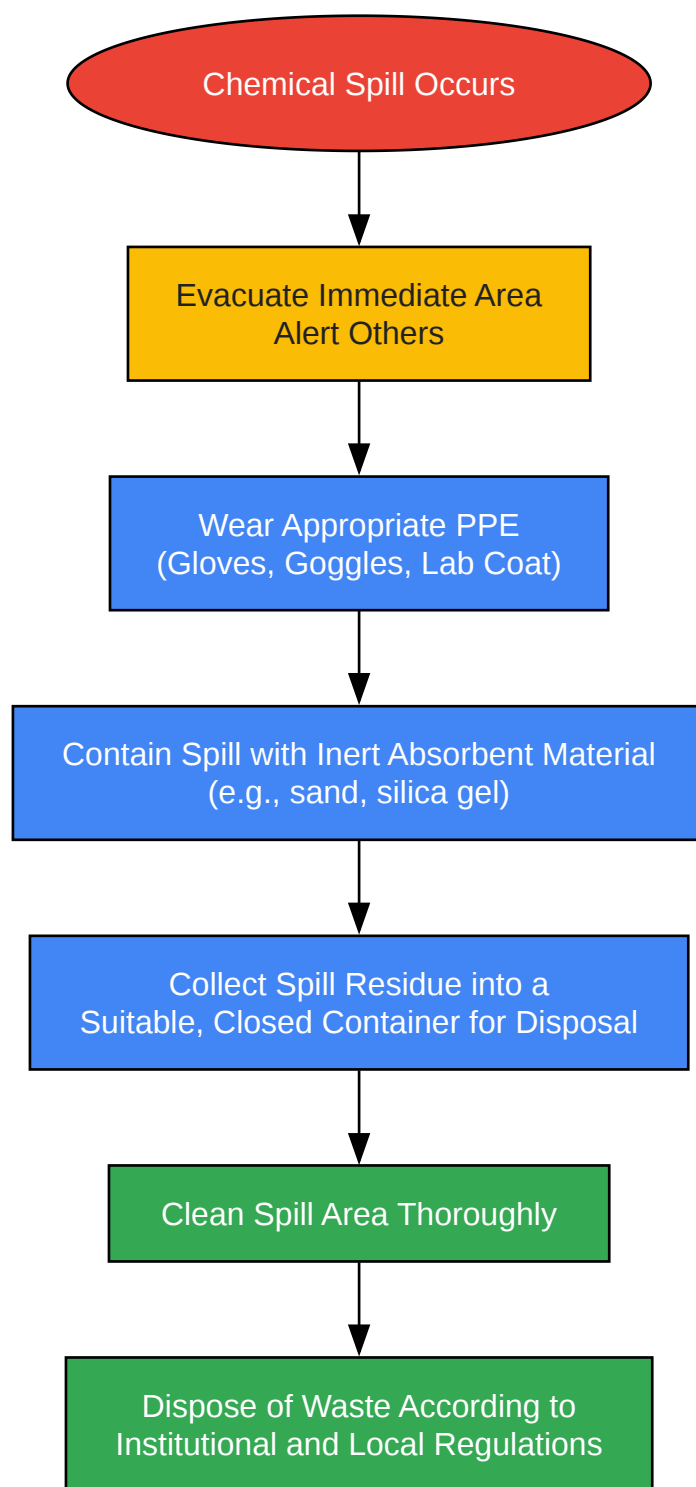 Chemical Spill Occurs
Evacuate Immediate Area
Alert Others
Wear Appropriate PPE
(Gloves, Goggles, Lab Coat)
Contain Spill with Inert Absorbent Material
(e.g., sand, silica gel)
Collect Spill Residue into a
Suitable, Closed Container for Disposal
Clean Spill Area Thoroughly
Dispose of Waste According to
Institutional and Local Regulations